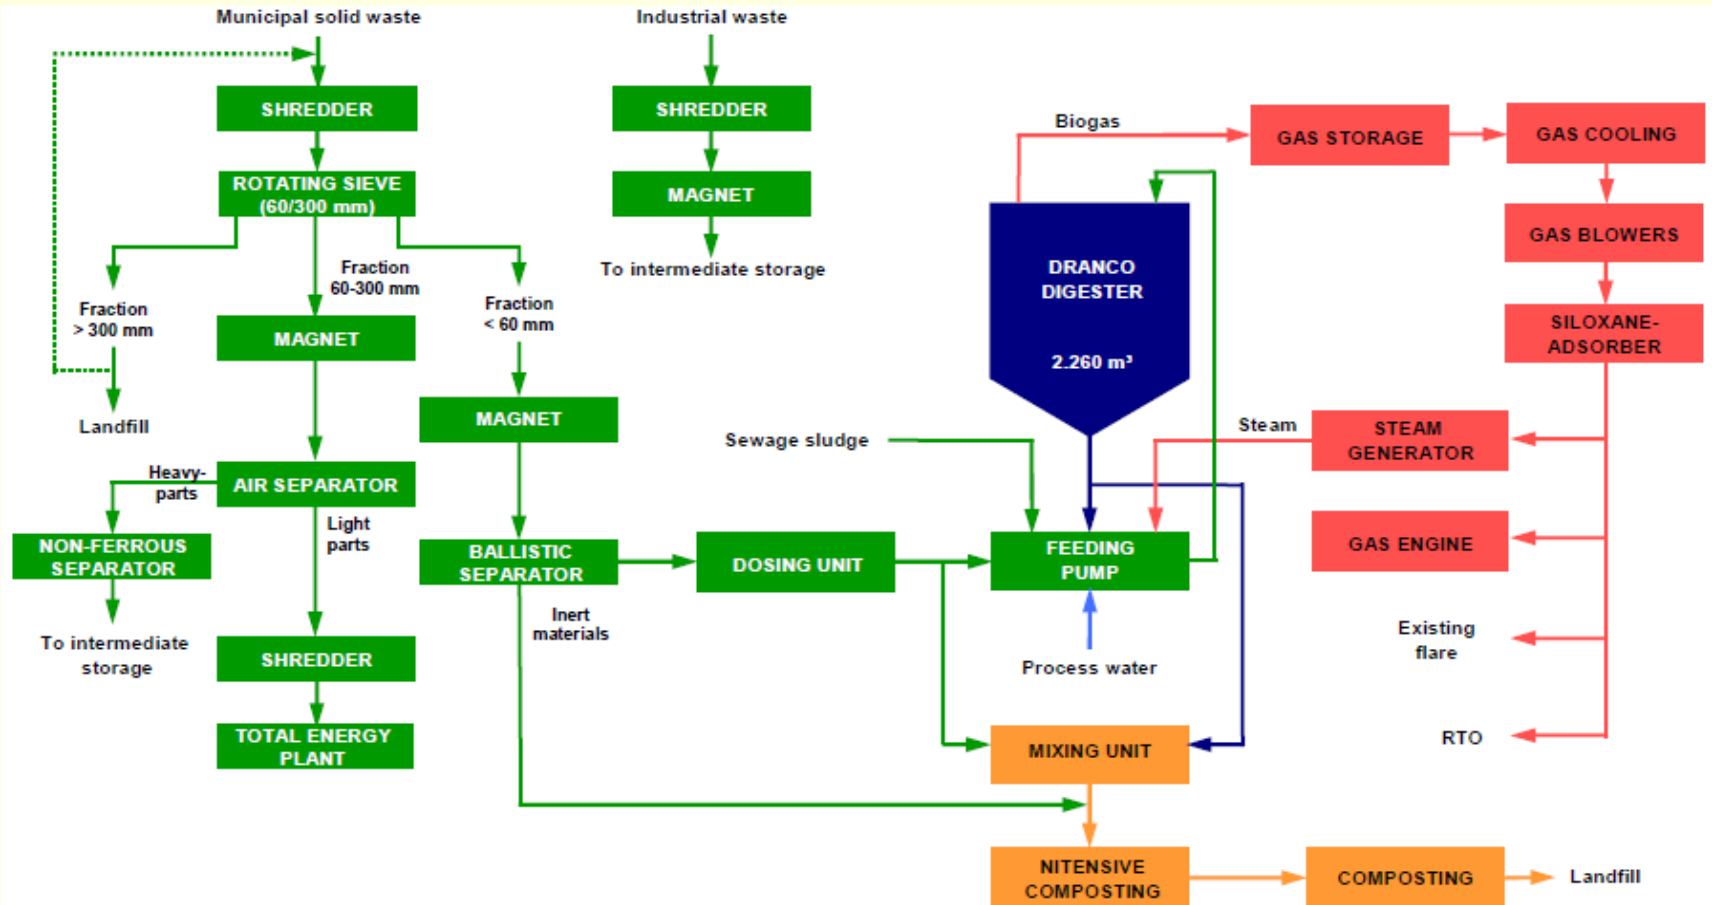 Municipal solid waste
Industrial waste
SHREDDER
SHREDDER
Biogas
GAS STORAGE
GAS COOLING
ROTATING SIEVE
(60/300 mm)
MAGNET
GAS BLOWERS
To intermediate storage
Fraction
60-300 mm
DRANCO
DIGESTER
2.260 m³
Fraction
> 300 mm
Fraction
< 60 mm
MAGNET
SILOXANE-
ADSORBER
Landfill
MAGNET
Sewage sludge
Steam
STEAM
GENERATOR
Heavy-
parts
AIR SEPARATOR
Light
parts
NON-FERROUS
SEPARATOR
BALLISTIC
SEPARATOR
DOSING UNIT
FEEDING
PUMP
GAS ENGINE
Inert
materials
To intermediate
storage
SHREDDER
Process water
Existing
flare
TOTAL ENERGY
PLANT
MIXING UNIT
RTO
NITENSIVE
COMPOSTING
COMPOSTING
Landfill